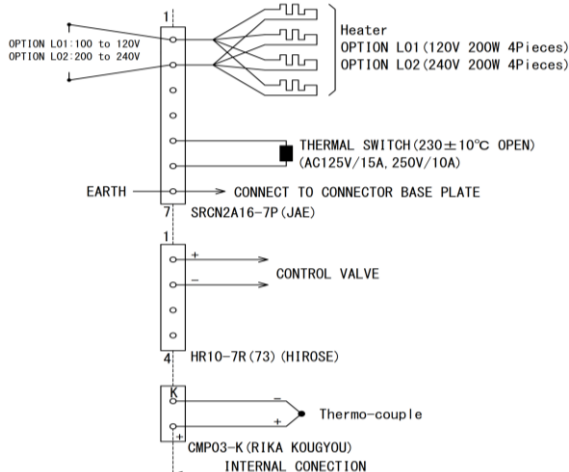 1
OPTION L01:100 to 120V
OPTION L02:200 to 240V
Heater
OPTION L01(120V 200W 4Pieces)
OPTION L02(240V 200W 4Pieces)
THERMAL SWITCH(230±10℃ OPEN)
(AC125V/15A, 250V/10A)
EARTH
CONNECT TO CONNECTOR BASE PLATE
7
SRCN2A16-7P(JAE)
1
+
CONTROL VALVE
−
4
HR10-7R(73)(HIROSE)
K
−
Thermo-couple
+
+
CMP03-K(RIKA KOUGYOU)
INTERNAL CONECTION